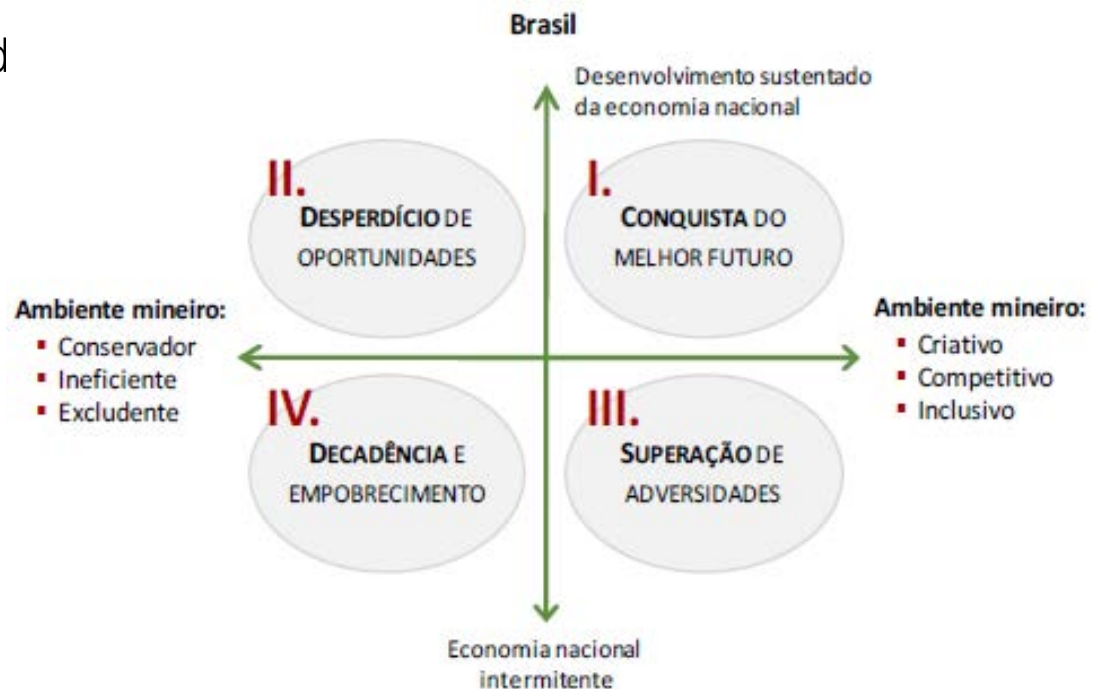 Brasil
d
Desenvolvimento sustentado
da economia nacional
II.
DESPERDÍCIO DE
OPORTUNIDADES
I.
CONQUISTA DO
MELHOR FUTURO
Ambiente mineiro:
▪ Conservador
▪ Ineficiente
▪ Excludente
Ambiente mineiro:
▪ Criativo
▪ Competitivo
▪ Inclusivo
IV.
DECADÊNCIA E
EMPOBRECIMENTO
III.
SUPERAÇÃO DE
ADVERSIDADES
Economia nacional
intermitente